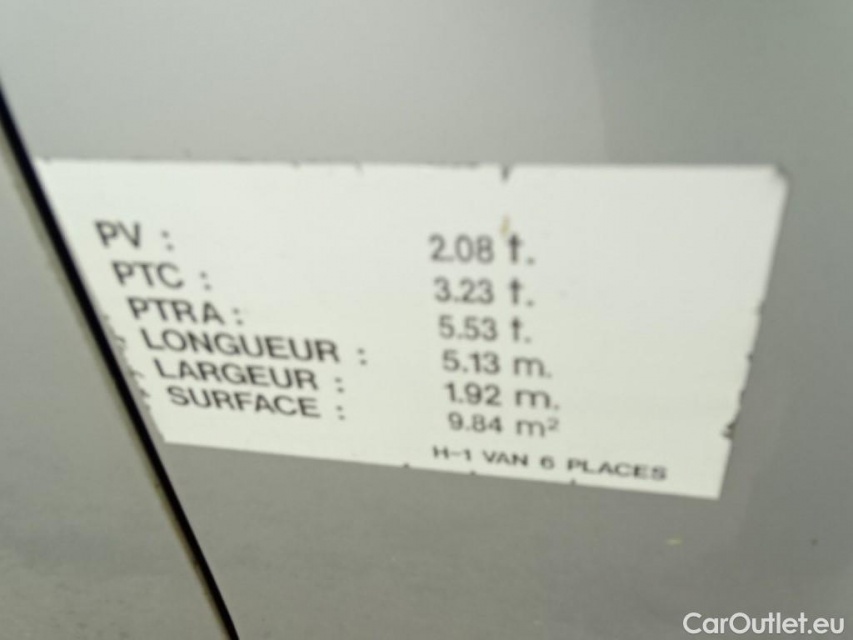 PV : 2.08 t.
PTC : 3.23 t.
PTRA : 5.53 t.
LONGUEUR : 5.13 m.
LARGEUR : 1.92 m.
SURFACE : 9.84 m²
H-1 VAN 6 PLACES
CarOutlet.eu